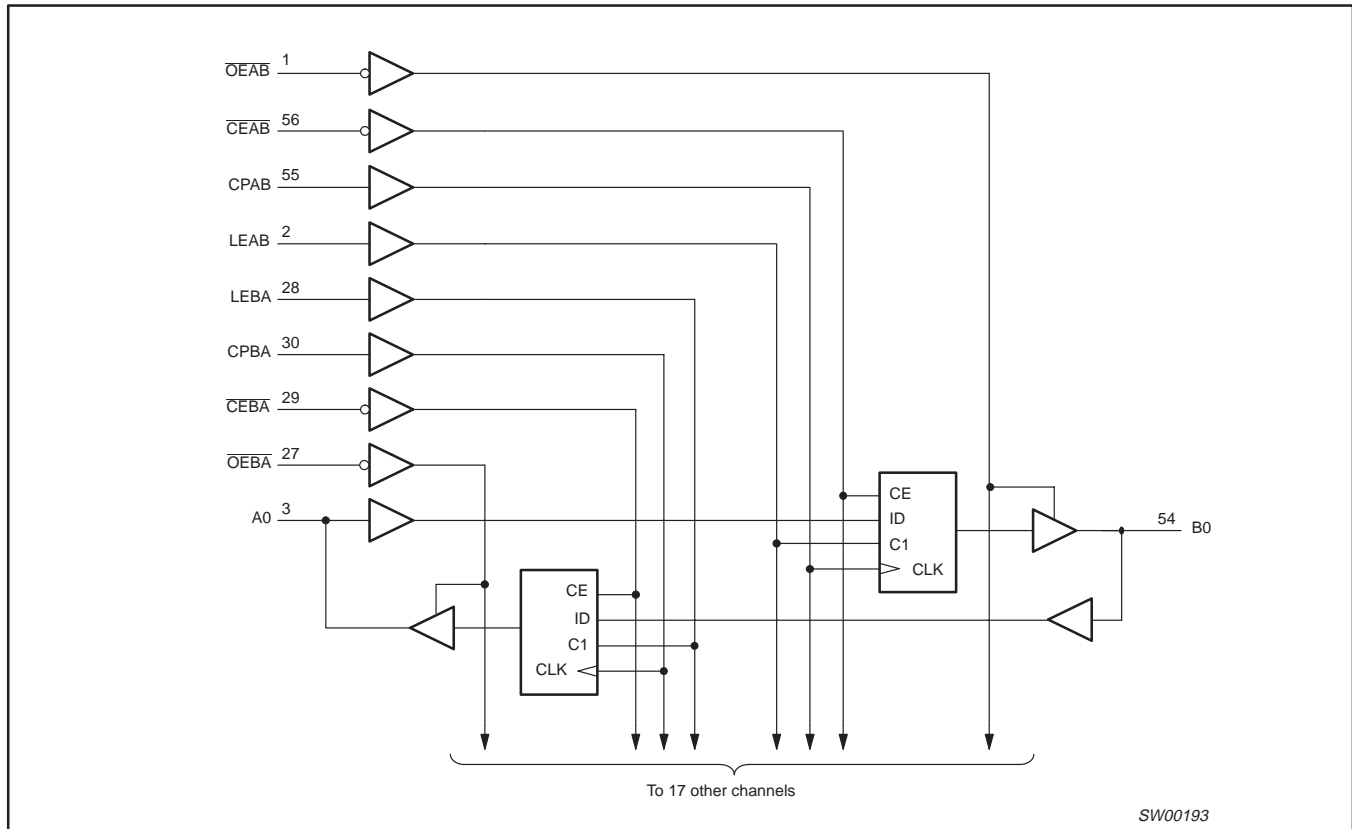 OEAB 1
CEAB 56
CPAB 55
LEAB 2
LEBA 28
CPBA 30
CEBA 29
OEBA 27
A0 3
CE
ID
C1
CLK
54 B0
CE
ID
C1
CLK
To 17 other channels
SW00193